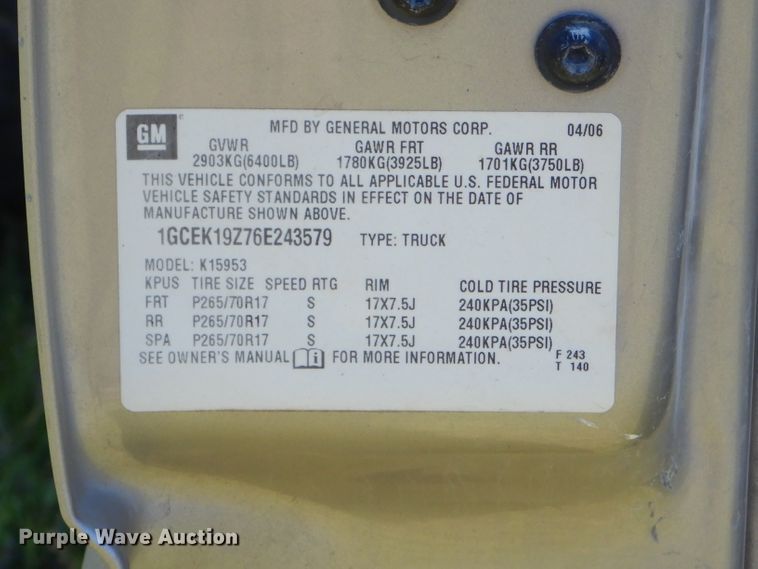 GM
MFD BY GENERAL MOTORS CORP. 04/06
GVWR GAWR FRT GAWR RR
2903KG(6400LB) 1780KG(3925LB) 1701KG(3750LB)
THIS VEHICLE CONFORMS TO ALL APPLICABLE U.S. FEDERAL MOTOR
VEHICLE SAFETY STANDARDS IN EFFECT ON THE DATE OF
MANUFACTURE SHOWN ABOVE.
1GCEK19Z76E243579 TYPE: TRUCK
MODEL: K15953
KPUS TIRE SIZE SPEED RTG RIM COLD TIRE PRESSURE
FRT P265/70R17 S 17X7.5J 240KPA(35PSI)
RR P265/70R17 S 17X7.5J 240KPA(35PSI)
SPA P265/70R17 S 17X7.5J 240KPA(35PSI)
SEE OWNER'S MANUAL i FOR MORE INFORMATION. F 243
T 140
Purple Wave Auction